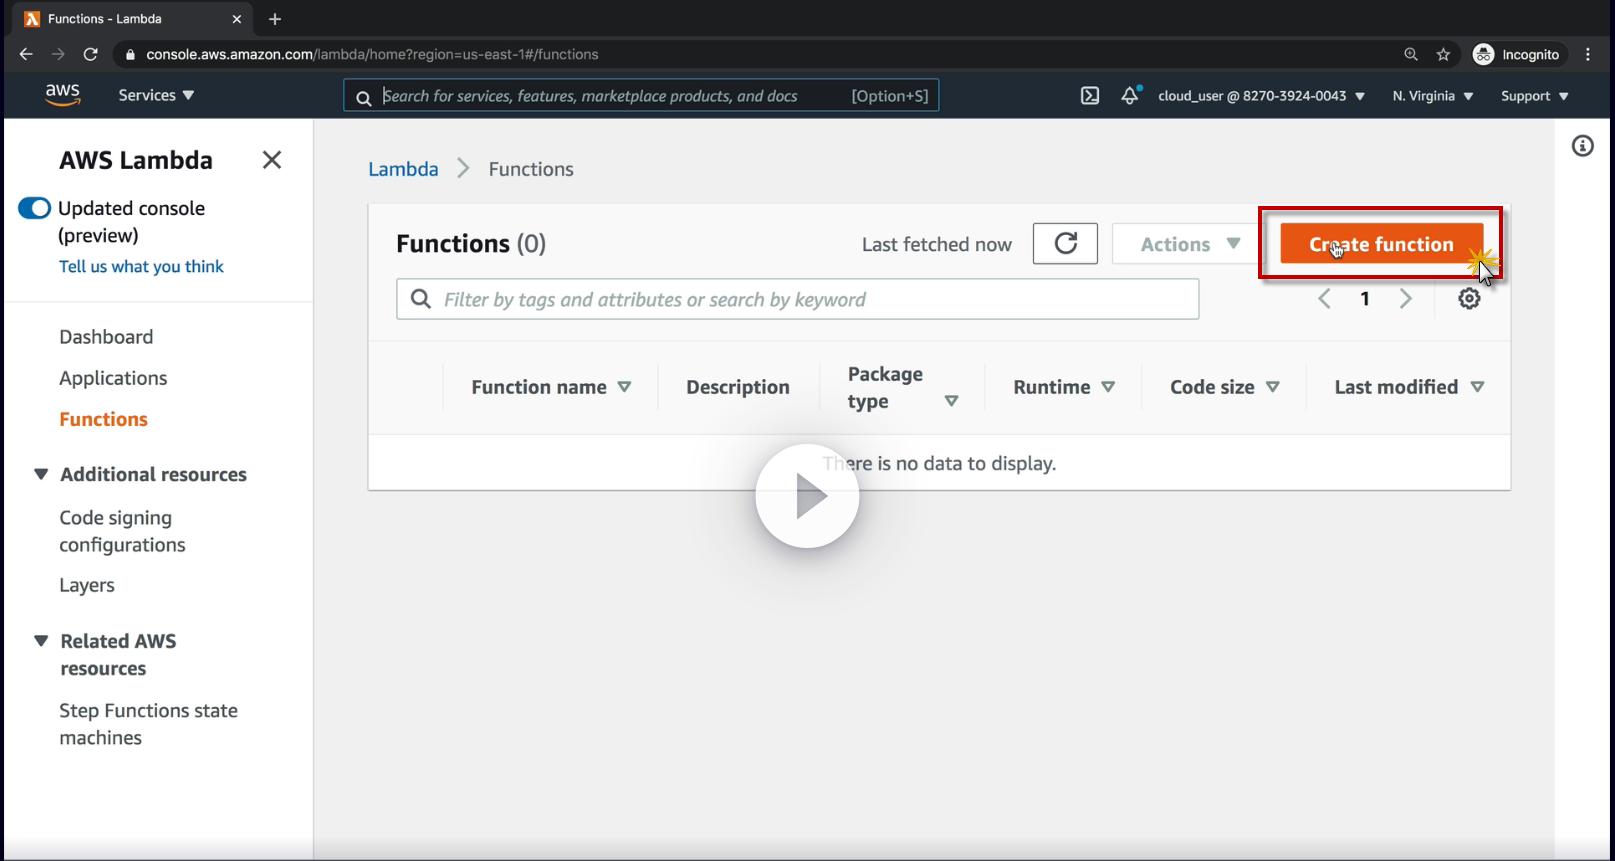 Functions - Lambda
console.aws.amazon.com/lambda/home?region=us-east-1#/functions
Incognito
aws
Services
Search for services, features, marketplace products, and docs
[Option+S]
cloud_user @ 8270-3924-0043
N. Virginia
Support
AWS Lambda
Updated console
(preview)
Tell us what you think
Dashboard
Applications
Functions
Additional resources
Code signing
configurations
Layers
Related AWS
resources
Step Functions state
machines
Lambda
Functions
Functions (0)
Last fetched now
Actions
Create function
Filter by tags and attributes or search by keyword
1
Function name
Description
Package
type
Runtime
Code size
Last modified
There is no data to display.